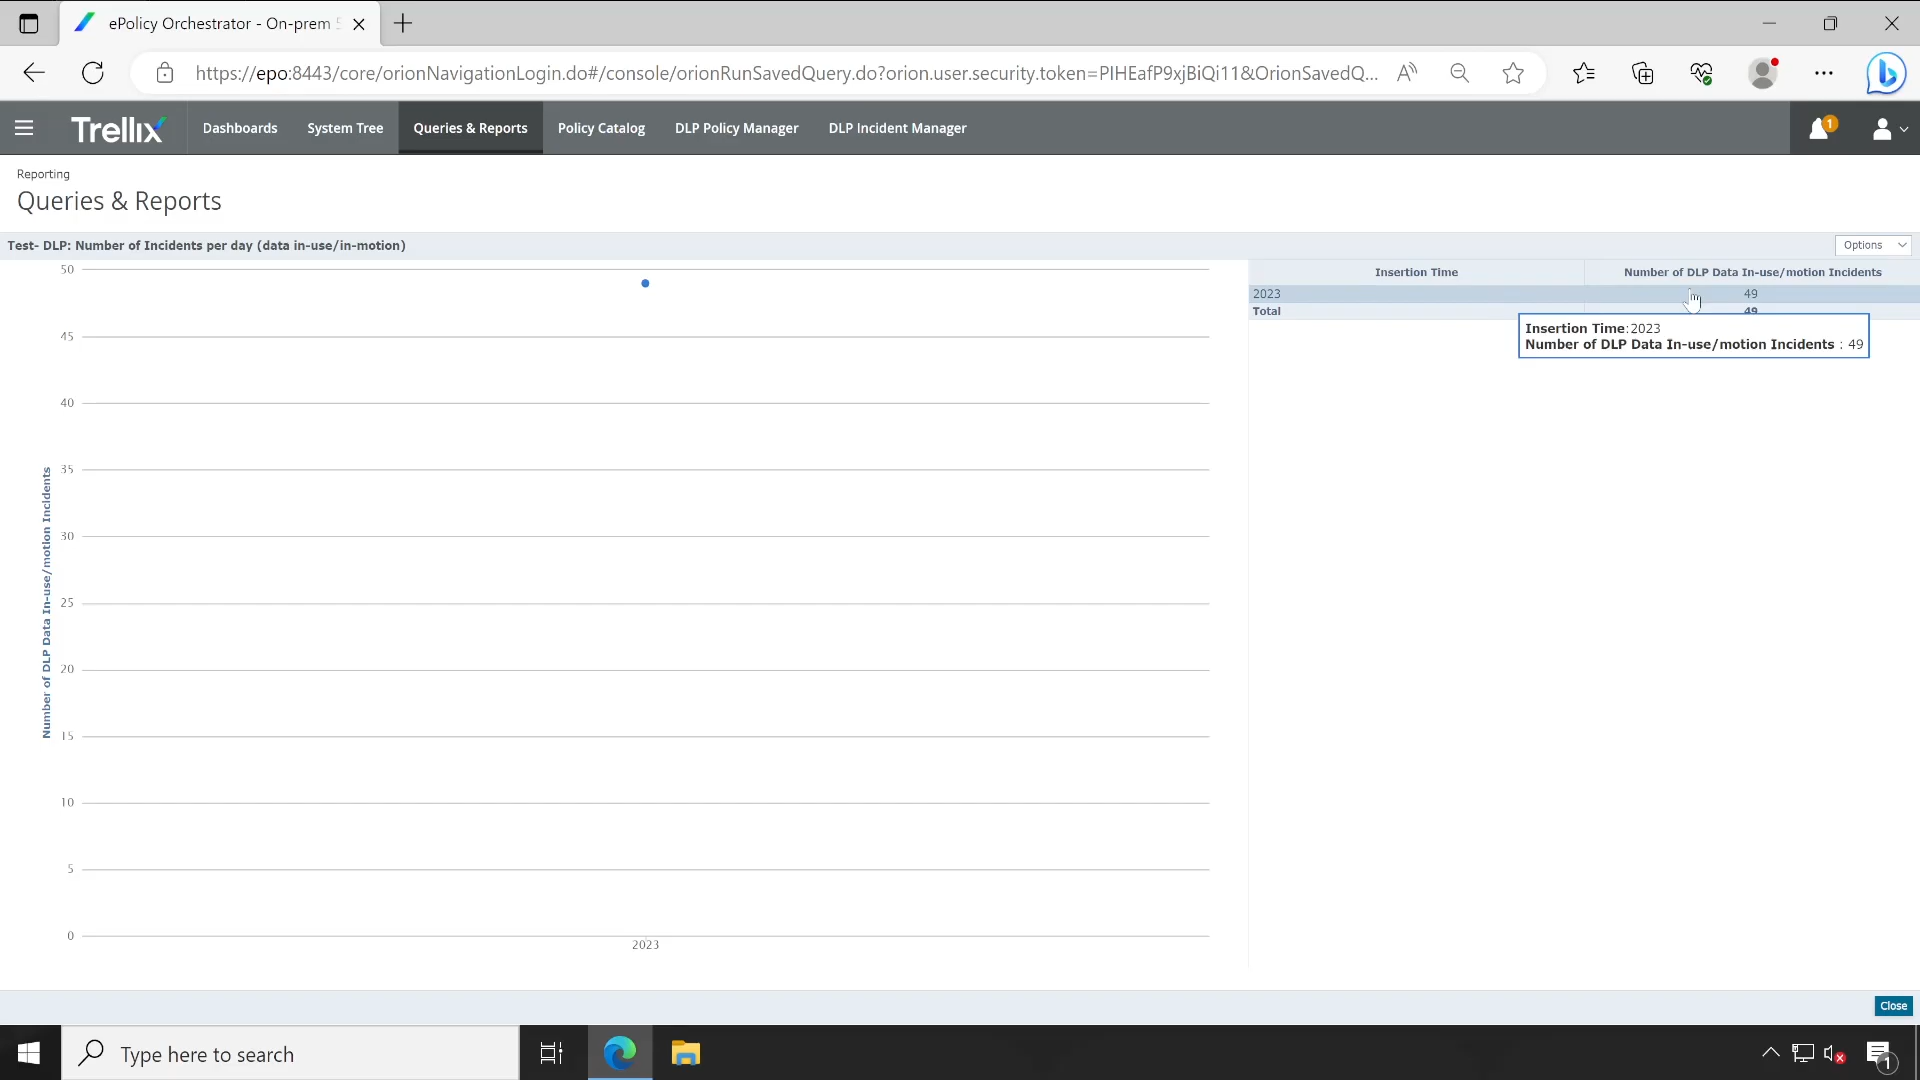 ePolicy Orchestrator - On-prem
https://epo:8443/core/orionNavigationLogin.do#/console/orionRunSavedQuery.do?orion.user.security.token=PIHEafP9xjBiQi11&OrionSavedQ...
Trellix
Dashboards
System Tree
Queries & Reports
Policy Catalog
DLP Policy Manager
DLP Incident Manager
1
Reporting
Queries & Reports
Test- DLP: Number of Incidents per day (data in-use/in-motion)
Options
Number of DLP Data In-use/motion Incidents
50
45
40
35
30
25
20
15
10
5
0
2023
Insertion Time Number of DLP Data In-use/motion Incidents
2023 49
Total 49
Insertion Time:2023
Number of DLP Data In-use/motion Incidents : 49
Close
Type here to search
1